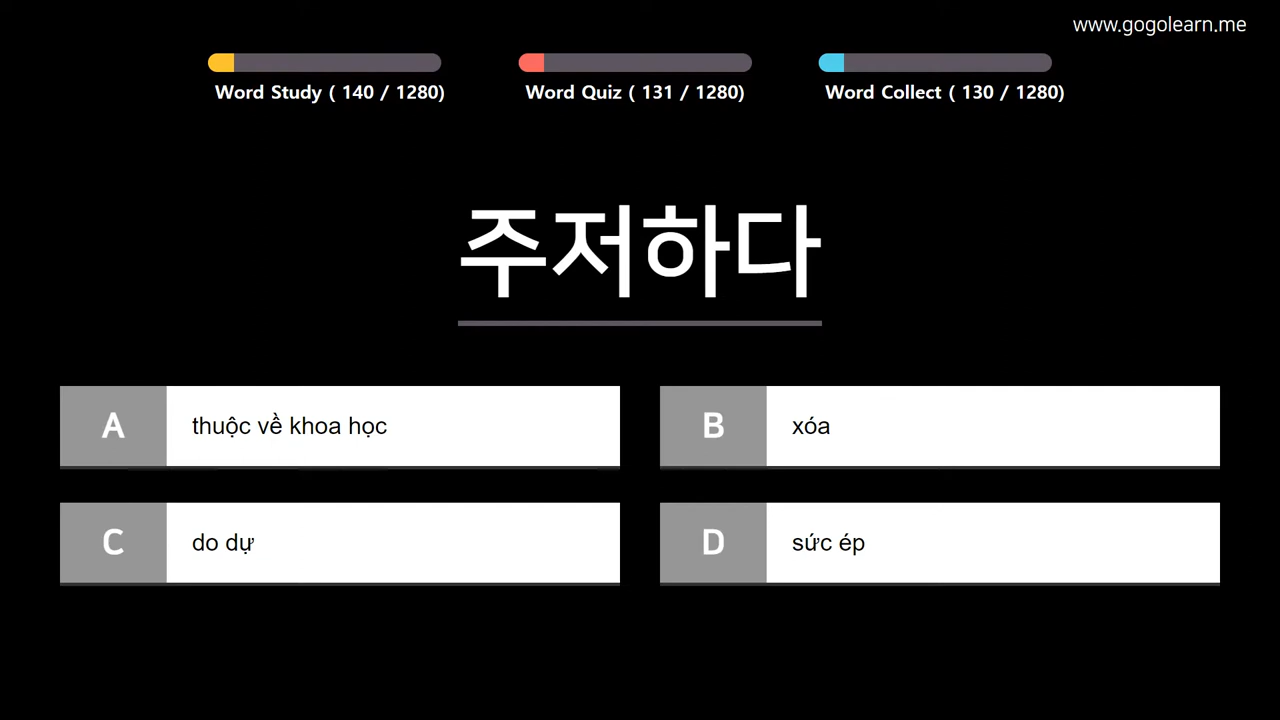 www.gogolearn.me
Word Study ( 140 / 1280)
Word Quiz ( 131 / 1280)
Word Collect ( 130 / 1280)
주저하다
A thuộc về khoa học
B xóa
C do dự
D sức ép